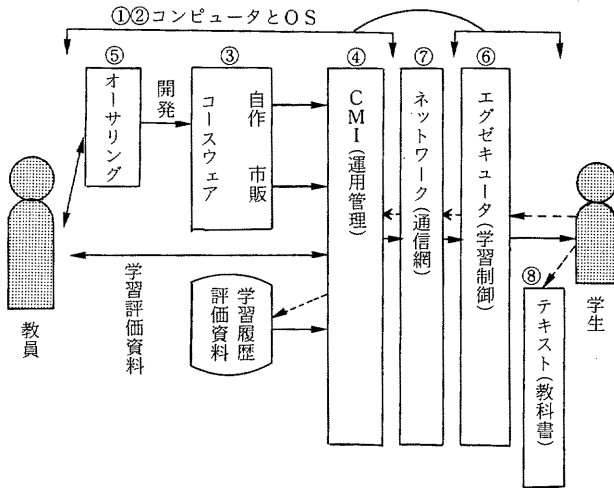 ①②コンピュータとOS
⑤
オーサリング
開発
③
コースウェア
自作
市販
④
CMI(運用管理)
⑦
ネットワーク(通信網)
⑥
エグゼキュータ(学習制御)
⑧
テキスト(教科書)
教員
学習評価資料
学習履歴
評価資料
学生